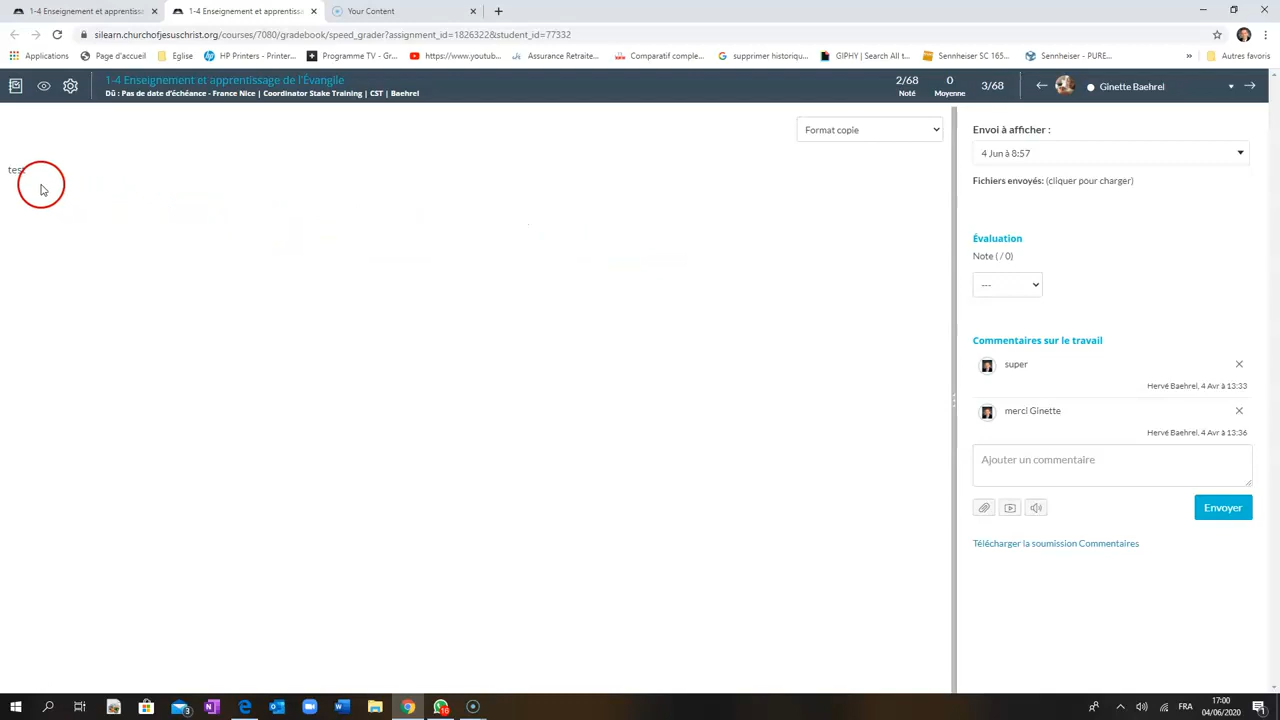 1-4 Enseignement et apprentiss
1-4 Enseignement et apprentiss
Your Content
silearn.churchofjesuschrist.org/courses/7080/gradebook/speed_grader?assignment_id=1826322&student_id=77332
Applications
Page d'accueil
Eglise
HP Printers - Printer...
Programme TV - Gr...
https://www.youtub...
Assurance Retraite...
Comparatif comple...
supprimer historiqu...
GIPHY | Search All t...
Sennheiser SC 165...
Sennheiser - PURE...
»
Autres favoris
1-4 Enseignement et apprentissage de l'Évangile
Dû : Pas de date d'échéance - France Nice | Coordinator Stake Training | CST | Baehrel
2/68
Noté
0
Moyenne
3/68
Ginette Baehrel
Format copie
test
Envoi à afficher :
4 Jun à 8:57
Fichiers envoyés: (cliquer pour charger)
Évaluation
Note ( / 0)
---
Commentaires sur le travail
super
Hervé Baehrel, 4 Avr à 13:33
merci Ginette
Hervé Baehrel, 4 Avr à 13:36
Ajouter un commentaire
Envoyer
Télécharger la soumission Commentaires
3
18
FRA
17:00
04/06/2020
1